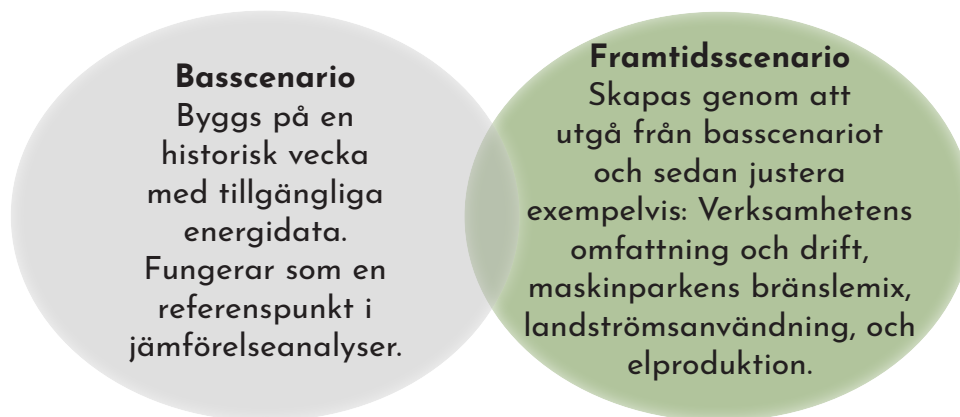 Basscenario
Byggs på en
historisk vecka
med tillgängliga
energidata.
Fungerar som en
referenspunkt i
jämförelseanalyser.
Framtidsscenario
Skapas genom att
utgå från basscenariot
och sedan justera
exempelvis: Verksamhetens
omfattning och drift,
maskinparkens bränslemix,
landströmsanvändning, och
elproduktion.